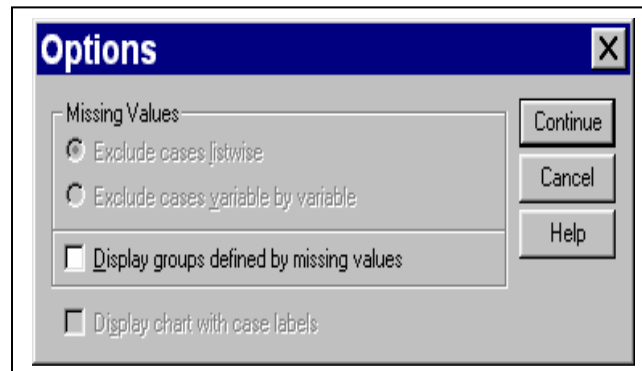 Options
Missing Values
Exclude cases listwise
Exclude cases variable by variable
Display groups defined by missing values
Display chart with case labels
Continue
Cancel
Help